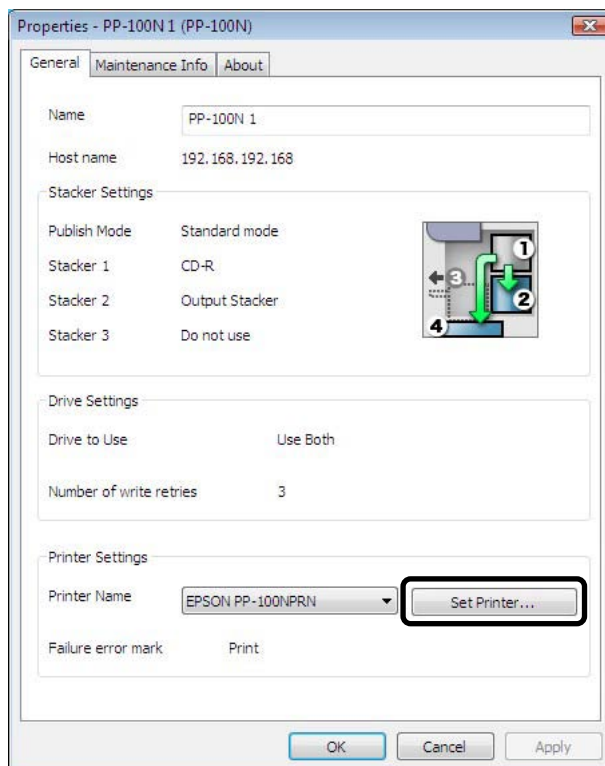 Properties - PP-100N 1 (PP-100N)
General Maintenance Info About
Name PP-100N 1
Host name 192.168.192.168
Stacker Settings
Publish Mode Standard mode
Stacker 1 CD-R
Stacker 2 Output Stacker
Stacker 3 Do not use
1
3
2
4
Drive Settings
Drive to Use Use Both
Number of write retries 3
Printer Settings
Printer Name EPSON PP-100NPRN Set Printer...
Failure error mark Print
OK Cancel Apply